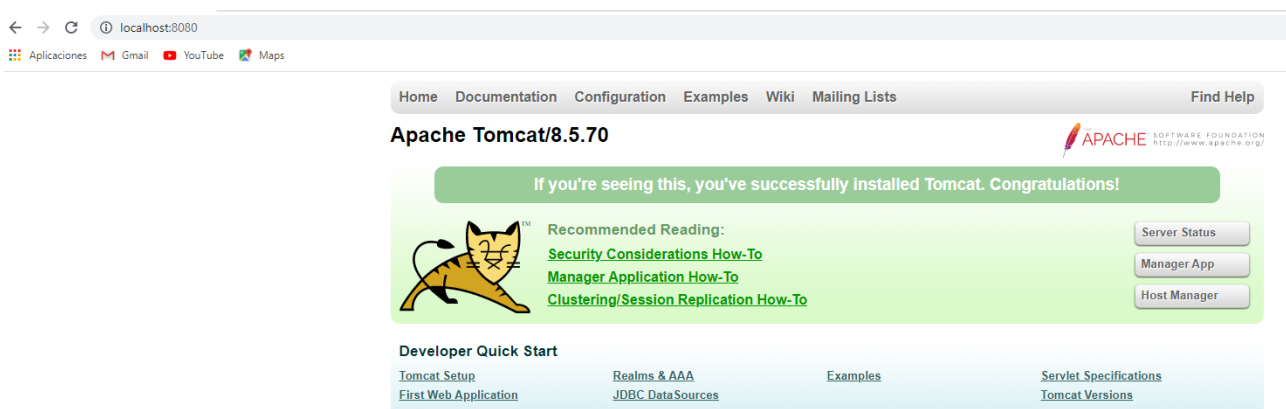 localhost:8080
Aplicaciones Gmail YouTube Maps
Home Documentation Configuration Examples Wiki Mailing Lists Find Help
Apache Tomcat/8.5.70
THE
APACHE SOFTWARE FOUNDATION
http://www.apache.org/
If you're seeing this, you've successfully installed Tomcat. Congratulations!
TM
Recommended Reading:
Security Considerations How-To
Manager Application How-To
Clustering/Session Replication How-To
Server Status
Manager App
Host Manager
Developer Quick Start
Tomcat Setup Realms & AAA Examples Servlet Specifications
First Web Application JDBC DataSources Tomcat Versions